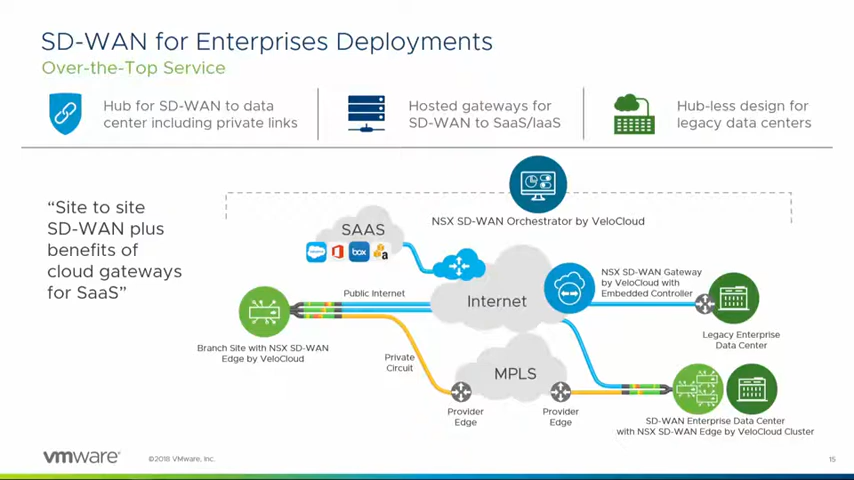 SD-WAN for Enterprises Deployments
Over-the-Top Service
Hub for SD-WAN to data
center including private links
Hosted gateways for
SD-WAN to SaaS/IaaS
Hub-less design for
legacy data centers
“Site to site
SD-WAN plus
benefits of
cloud gateways
for SaaS”
NSX SD-WAN Orchestrator by VeloCloud
SAAS
box
a
Internet
NSX SD-WAN Gateway
by VeloCloud with
Embedded Controller
Public Internet
Legacy Enterprise
Data Center
Branch Site with NSX SD-WAN
Edge by VeloCloud
Private
Circuit
MPLS
Provider
Edge
Provider
Edge
SD-WAN Enterprise Data Center
with NSX SD-WAN Edge by VeloCloud Cluster
vmware
©2018 VMware, Inc.
15